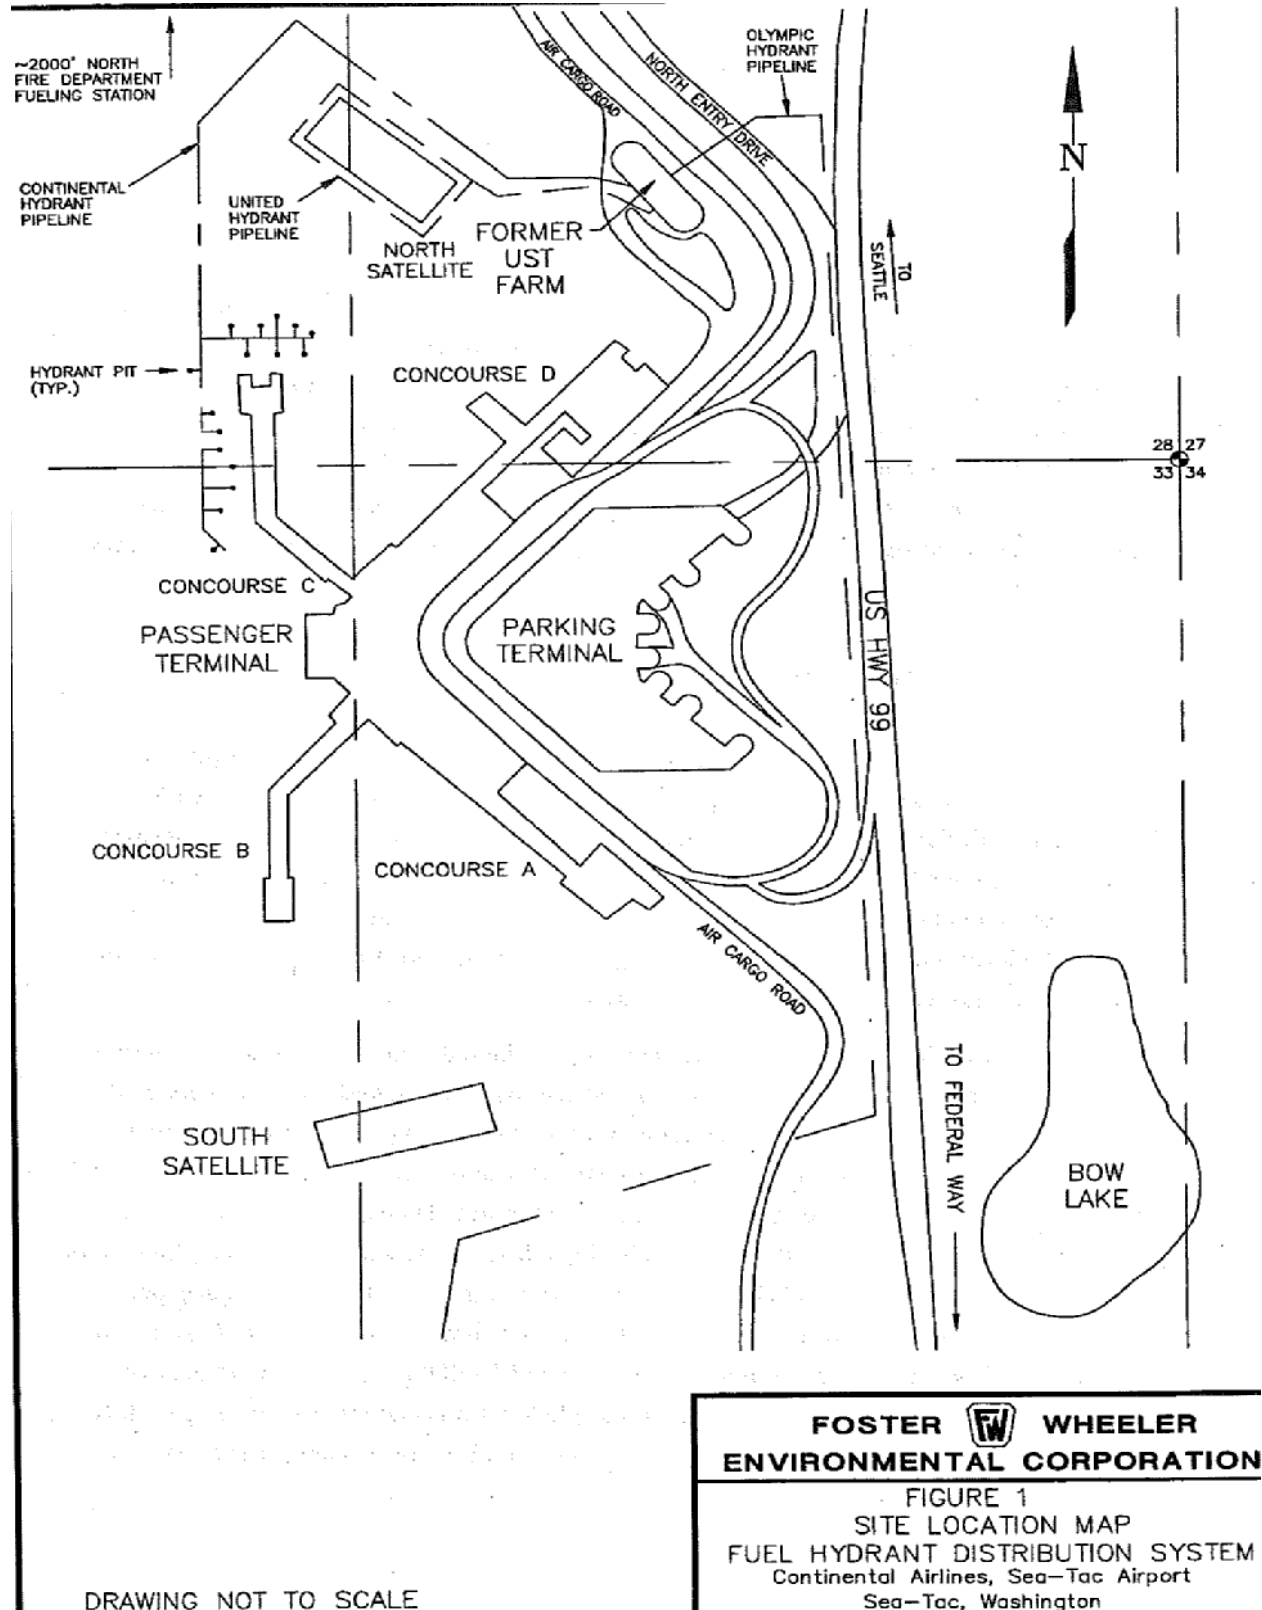 ~2000' NORTH
FIRE DEPARTMENT
FUELING STATION
AIR CARGO ROAD
NORTH ENTRY DRIVE
OLYMPIC
HYDRANT
PIPELINE
N
CONTINENTAL
HYDRANT
PIPELINE
UNITED
HYDRANT
PIPELINE
NORTH
SATELLITE
FORMER
UST
FARM
TO
SEATTLE
HYDRANT PIT
(TYP.)
CONCOURSE D
28 27
33 34
CONCOURSE C
PASSENGER
TERMINAL
PARKING
TERMINAL
US HWY 99
CONCOURSE B
CONCOURSE A
AIR CARGO ROAD
TO FEDERAL WAY
SOUTH
SATELLITE
BOW
LAKE
FOSTER FW WHEELER
ENVIRONMENTAL CORPORATION
FIGURE 1
SITE LOCATION MAP
FUEL HYDRANT DISTRIBUTION SYSTEM
Continental Airlines, Sea-Tac Airport
Sea-Tac, Washington
DRAWING NOT TO SCALE